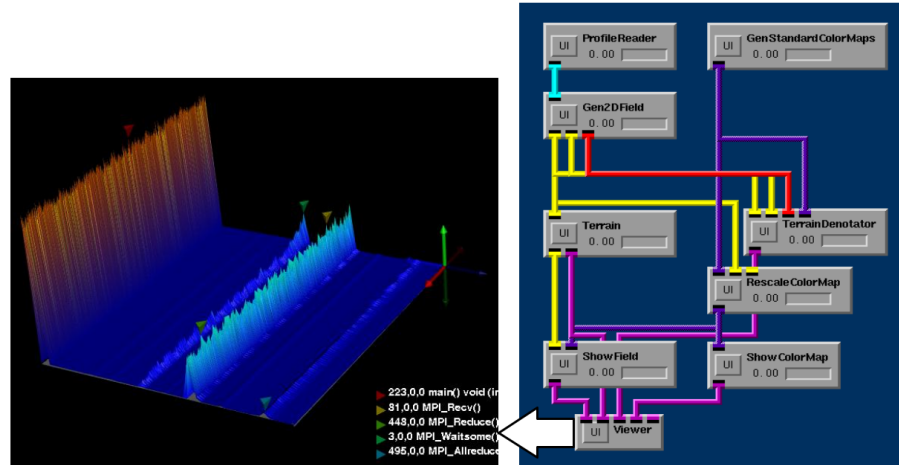 223,0,0 main() void (in
81,0,0 MPI_Recv()
448,0,0 MPI_Reduce()
3,0,0 MPI_Waitsome()
495,0,0 MPI_Allreduce
ProfileReader
UI
0.00
GenStandardColorMaps
UI
0.00
Gen2DField
UI
0.00
Terrain
UI
0.00
TerrainDenotator
UI
0.00
RescaleColorMap
UI
0.00
ShowField
UI
0.00
ShowColorMap
UI
0.00
Viewer
UI